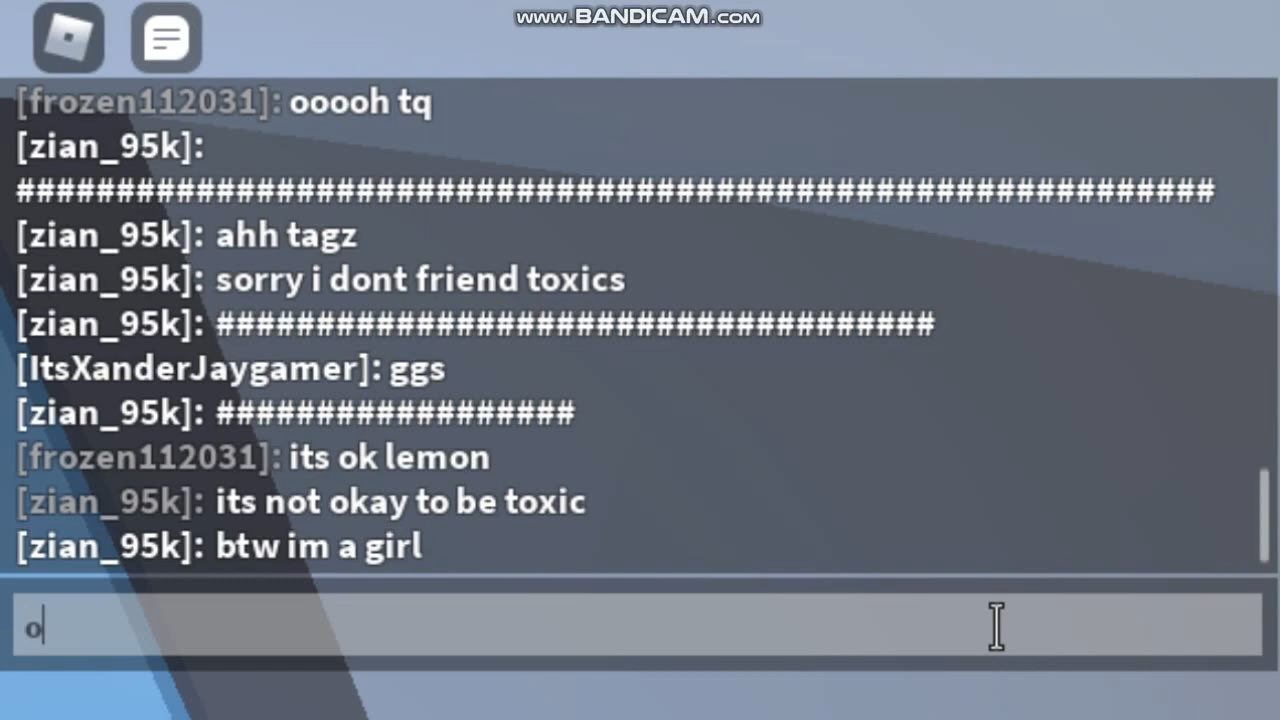 www.BANDICAM.com
[frozen112031]: ooooh tq
[zian_95k]:
############################################################
[zian_95k]: ahh tagz
[zian_95k]: sorry i dont friend toxics
[zian_95k]: ####################################
[ItsXanderJaygamer]: ggs
[zian_95k]: ##################
[frozen112031]: its ok lemon
[zian_95k]: its not okay to be toxic
[zian_95k]: btw im a girl
o